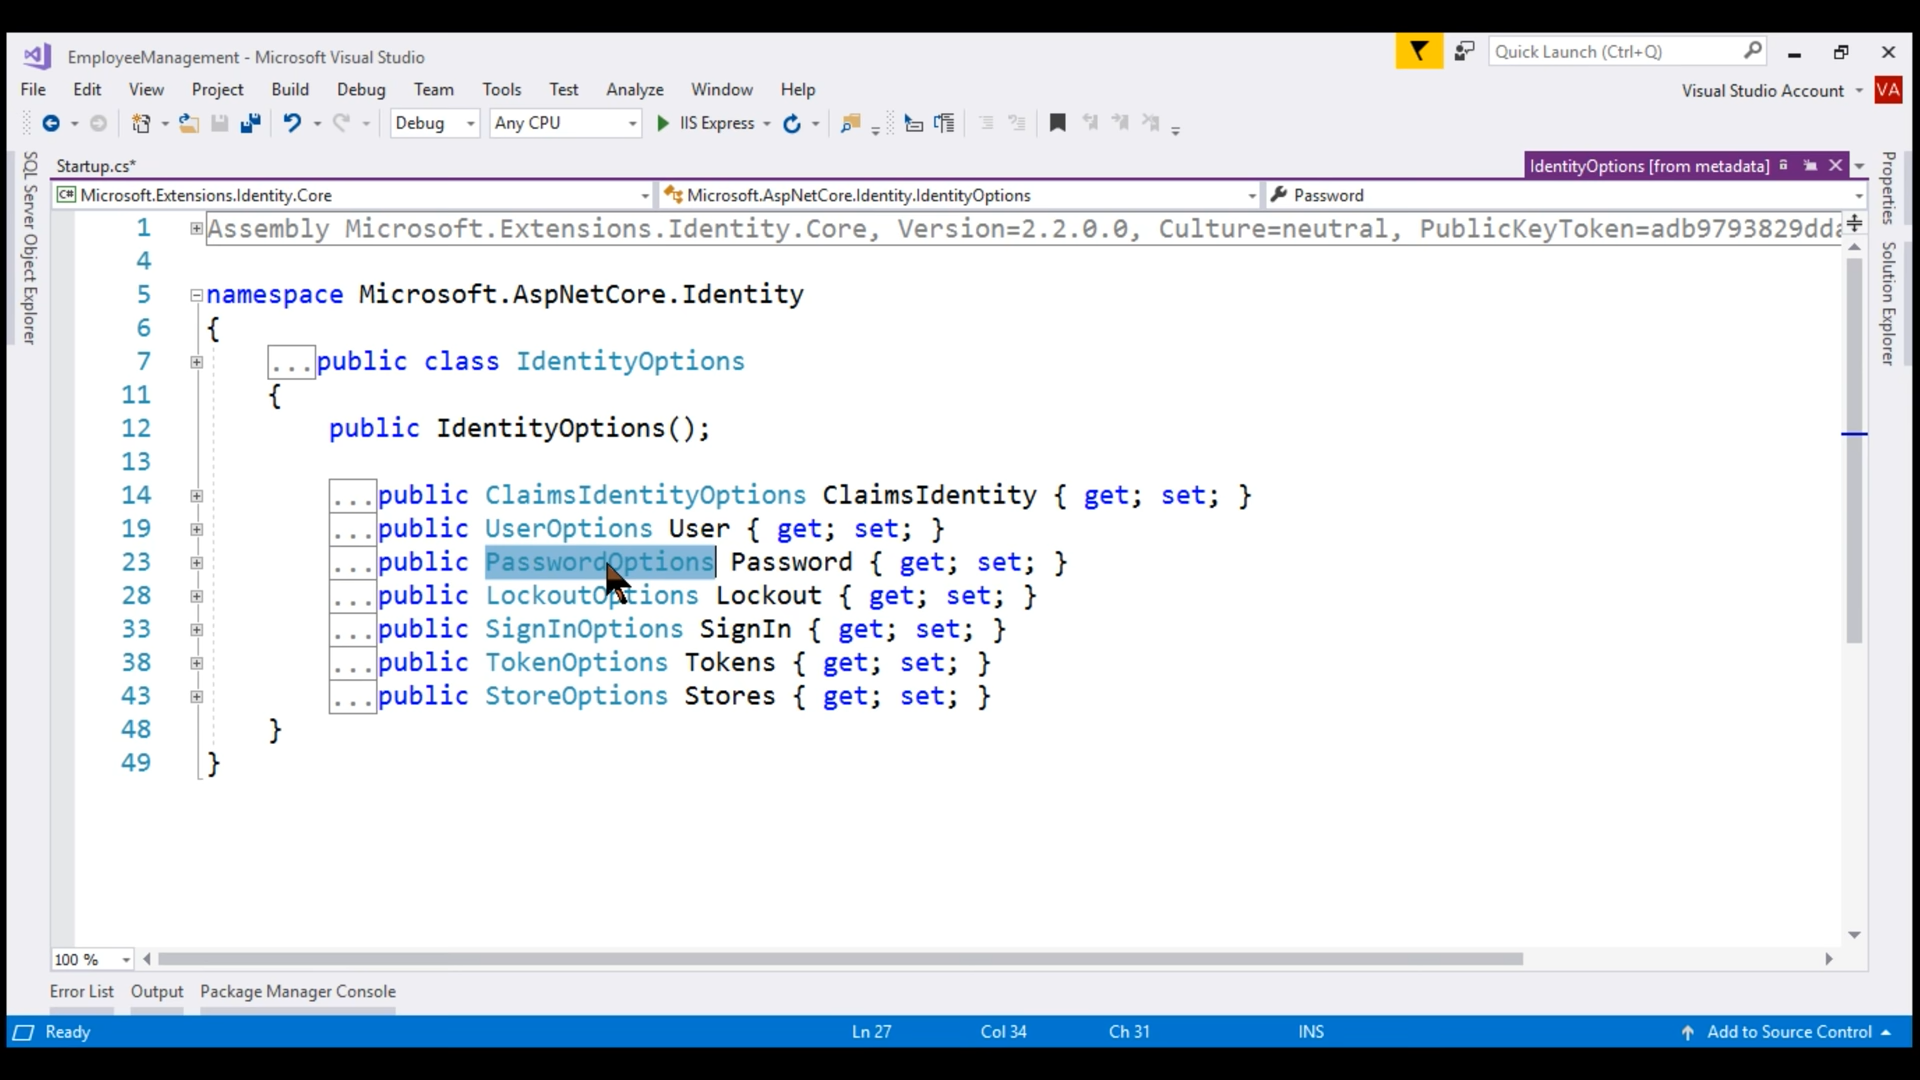 EmployeeManagement - Microsoft Visual Studio
Quick Launch (Ctrl+Q)
File Edit View Project Build Debug Team Tools Test Analyze Window Help
Visual Studio Account VA
Debug Any CPU IIS Express
Startup.cs*
IdentityOptions [from metadata]
Microsoft.Extensions.Identity.Core Microsoft.AspNetCore.Identity.IdentityOptions Password
SQL Server Object Explorer
Properties
Solution Explorer
1 Assembly Microsoft.Extensions.Identity.Core, Version=2.2.0.0, Culture=neutral, PublicKeyToken=adb9793829dda
4
5 namespace Microsoft.AspNetCore.Identity
6 {
7 ...public class IdentityOptions
11 {
12 public IdentityOptions();
13
14 ...public ClaimsIdentityOptions ClaimsIdentity { get; set; }
19 ...public UserOptions User { get; set; }
23 ...public PasswordOptions Password { get; set; }
28 ...public LockoutOptions Lockout { get; set; }
33 ...public SignInOptions SignIn { get; set; }
38 ...public TokenOptions Tokens { get; set; }
43 ...public StoreOptions Stores { get; set; }
48 }
49 }
100 %
Error List Output Package Manager Console
Ready Ln 27 Col 34 Ch 31 INS Add to Source Control